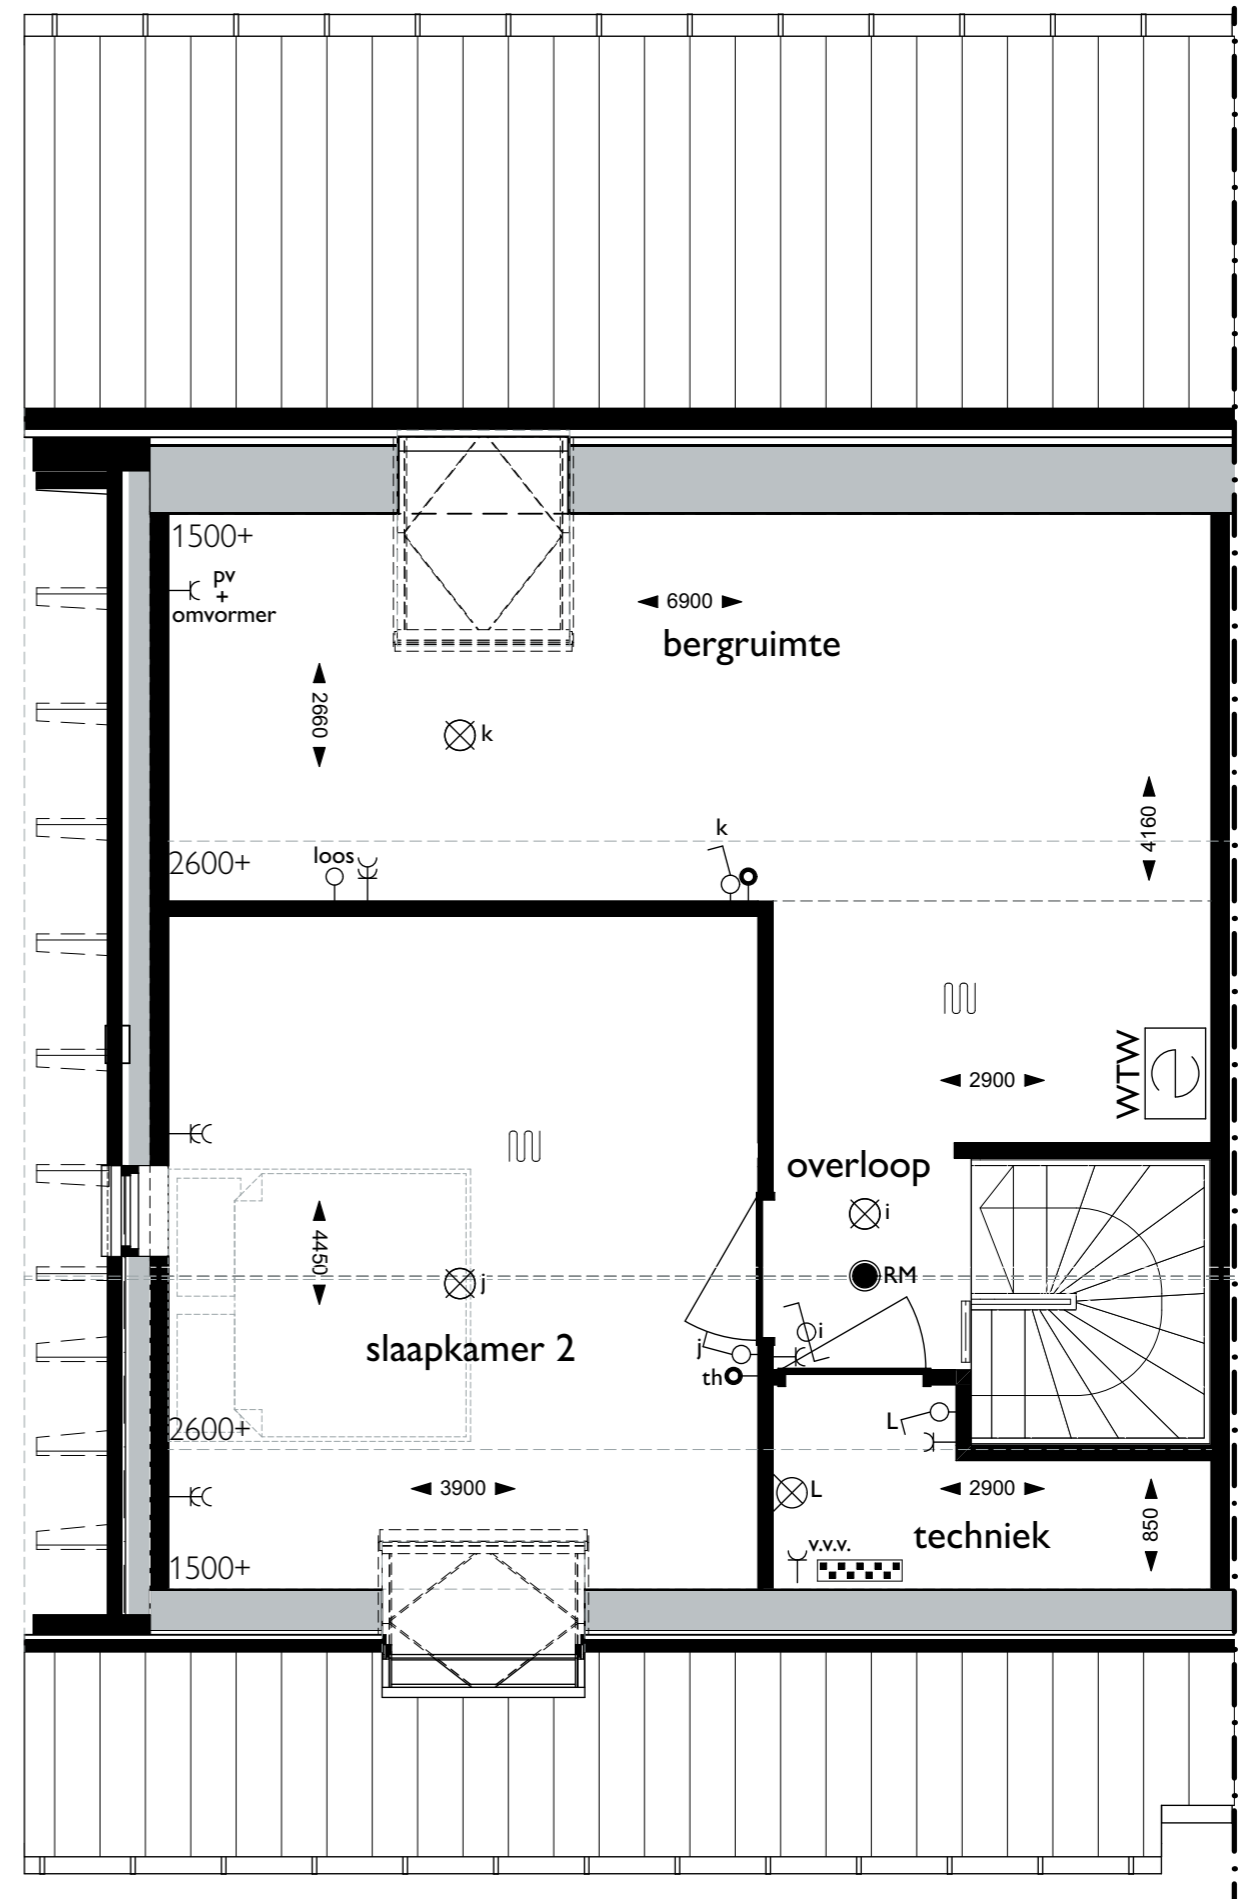 1500+
pv
+
omvormer
6900
bergruimte
2660
k
4160
k
2600+
loos
2900
WTW
overloop
i
4450
j
RM
i
slaapkamer 2
j
th
L
2600+
3900
L
2900
850
techniek
v.v.v.
1500+